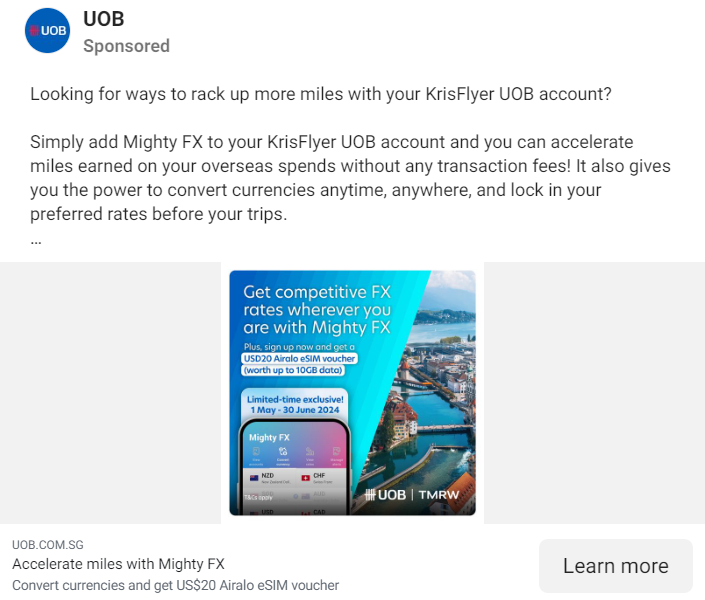 UOB
UOB
Sponsored
Looking for ways to rack up more miles with your KrisFlyer UOB account?
Simply add Mighty FX to your KrisFlyer UOB account and you can accelerate
miles earned on your overseas spends without any transaction fees! It also gives
you the power to convert currencies anytime, anywhere, and lock in your
preferred rates before your trips.
...
Get competitive FX
rates wherever you
are with Mighty FX
Plus, sign up now and get a
USD20 Airalo eSIM voucher
(worth up to 10GB data)
Limited-time exclusive!
1 May - 30 June 2024
Mighty FX
NZD
CHF
T&Cs apply
USD
CAD
UOB | TMRW
UOB.COM.SG
Accelerate miles with Mighty FX
Convert currencies and get US$20 Airalo eSIM voucher
Learn more